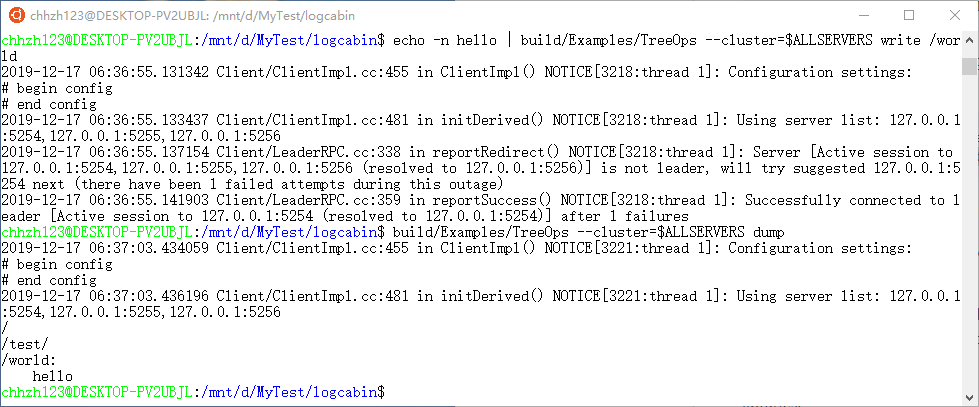 chhzh123@DESKTOP-PV2UBJL: /mnt/d/MyTest/logcabin
chhzh123@DESKTOP-PV2UBJL:/mnt/d/MyTest/logcabin$ echo -n hello | build/Examples/TreeOps --cluster=$ALLSERVERS write /wor
ld
2019-12-17 06:36:55.131342 Client/ClientImpl.cc:455 in ClientImpl() NOTICE[3218:thread 1]: Configuration settings:
# begin config
# end config
2019-12-17 06:36:55.133437 Client/ClientImpl.cc:481 in initDerived() NOTICE[3218:thread 1]: Using server list: 127.0.0.1
:5254,127.0.0.1:5255,127.0.0.1:5256
2019-12-17 06:36:55.137154 Client/LeaderRPC.cc:338 in reportRedirect() NOTICE[3218:thread 1]: Server [Active session to
127.0.0.1:5254,127.0.0.1:5255,127.0.0.1:5256 (resolved to 127.0.0.1:5256)] is not leader, will try suggested 127.0.0.1:5
254 next (there have been 1 failed attempts during this outage)
2019-12-17 06:36:55.141903 Client/LeaderRPC.cc:359 in reportSuccess() NOTICE[3218:thread 1]: Successfully connected to l
eader [Active session to 127.0.0.1:5254 (resolved to 127.0.0.1:5254)] after 1 failures
chhzh123@DESKTOP-PV2UBJL:/mnt/d/MyTest/logcabin$ build/Examples/TreeOps --cluster=$ALLSERVERS dump
2019-12-17 06:37:03.434059 Client/ClientImpl.cc:455 in ClientImpl() NOTICE[3221:thread 1]: Configuration settings:
# begin config
# end config
2019-12-17 06:37:03.436196 Client/ClientImpl.cc:481 in initDerived() NOTICE[3221:thread 1]: Using server list: 127.0.0.1
:5254,127.0.0.1:5255,127.0.0.1:5256
/
/test/
/world:
    hello
chhzh123@DESKTOP-PV2UBJL:/mnt/d/MyTest/logcabin$